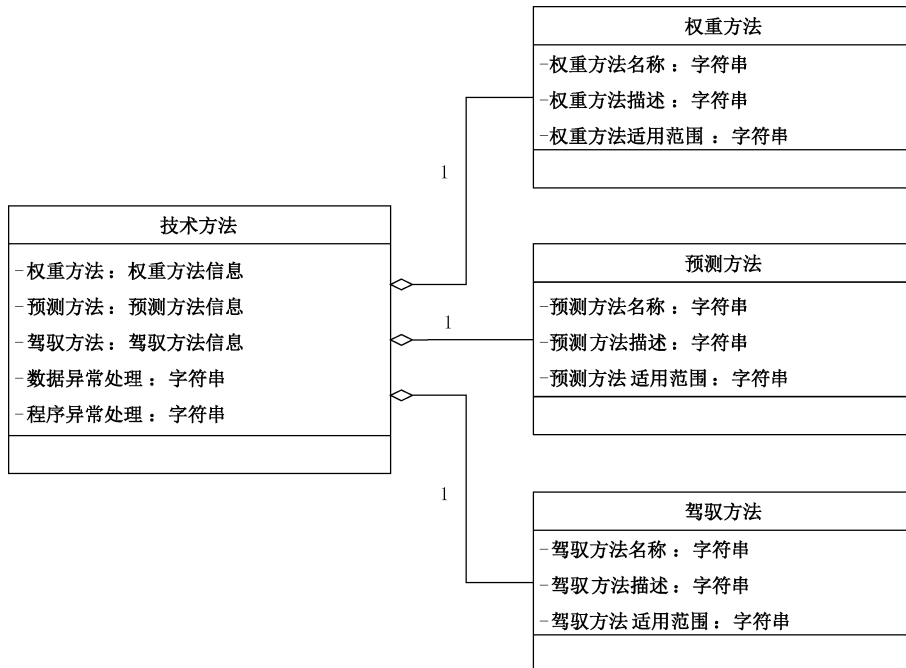 权重方法
-权重方法名称：字符串
-权重方法描述：字符串
-权重方法适用范围：字符串
1
技术方法
-权重方法：权重方法信息
-预测方法：预测方法信息
-驾驭方法：驾驭方法信息
-数据异常处理：字符串
-程序异常处理：字符串
预测方法
-预测方法名称：字符串
-预测方法描述：字符串
-预测方法适用范围：字符串
1
1
驾驭方法
-驾驭方法名称：字符串
-驾驭方法描述：字符串
-驾驭方法适用范围：字符串